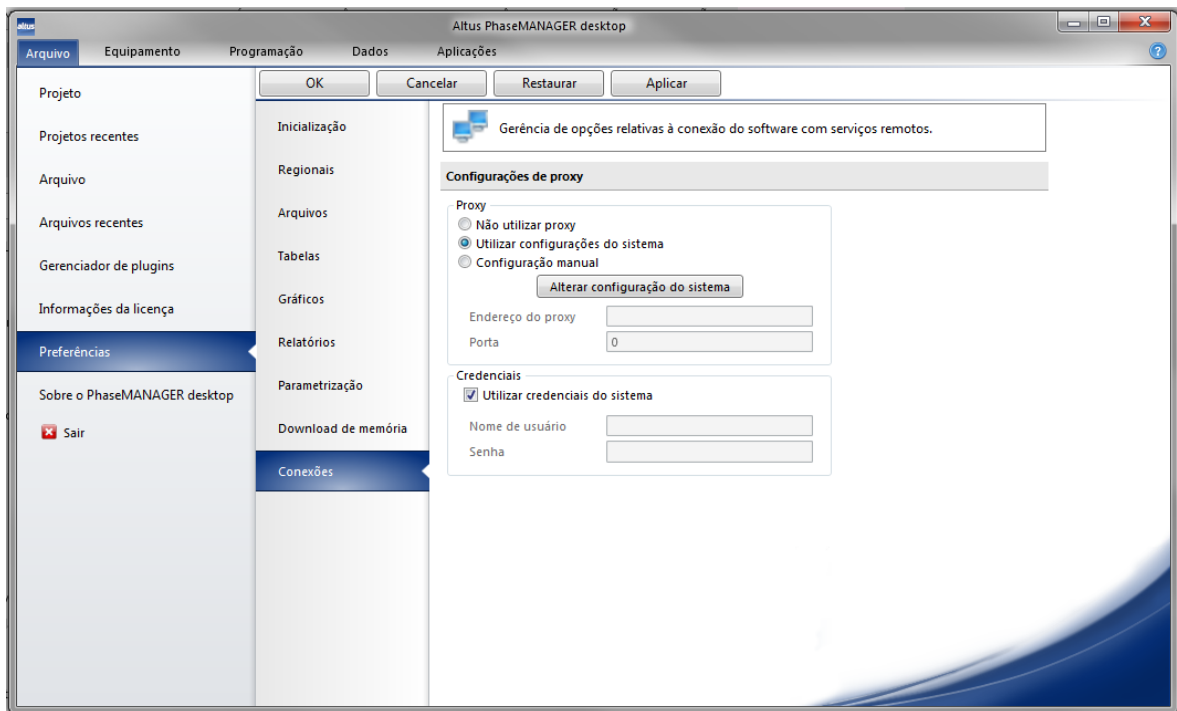 altus
Altus PhaseMANAGER desktop
Arquivo Equipamento Programação Dados Aplicações
?
OK Cancelar Restaurar Aplicar
Projeto
Projetos recentes
Arquivo
Arquivos recentes
Gerenciador de plugins
Informações da licença
Preferências
Sobre o PhaseMANAGER desktop
Sair
Inicialização
Regionais
Arquivos
Tabelas
Gráficos
Relatórios
Parametrização
Download de memória
Conexões
Gerência de opções relativas à conexão do software com serviços remotos.
Configurações de proxy
Proxy
Não utilizar proxy
Utilizar configurações do sistema
Configuração manual
Alterar configuração do sistema
Endereço do proxy
Porta 0
Credenciais
Utilizar credenciais do sistema
Nome de usuário
Senha